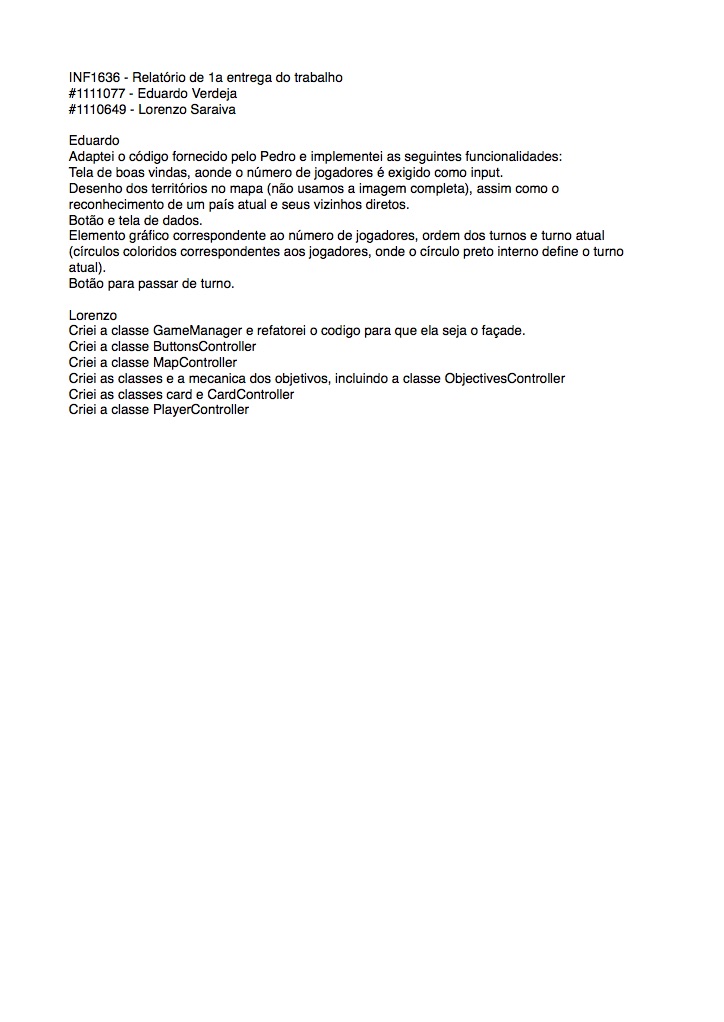 INF1636 - Relatório de 1a entrega do trabalho
#1111077 - Eduardo Verdeja
#1110649 - Lorenzo Saraiva
Eduardo
Adaptei o código fornecido pelo Pedro e implementei as seguintes funcionalidades:
Tela de boas vindas, aonde o número de jogadores é exigido como input.
Desenho dos territórios no mapa (não usamos a imagem completa), assim como o
reconhecimento de um país atual e seus vizinhos diretos.
Botão e tela de dados.
Elemento gráfico correspondente ao número de jogadores, ordem dos turnos e turno atual
(círculos coloridos correspondentes aos jogadores, onde o círculo preto interno define o turno
atual).
Botão para passar de turno.
Lorenzo
Criei a classe GameManager e refatorei o codigo para que ela seja o façade.
Criei a classe ButtonsController
Criei a classe MapController
Criei as classes e a mecanica dos objetivos, incluindo a classe ObjectivesController
Criei as classes card e CardController
Criei a classe PlayerController